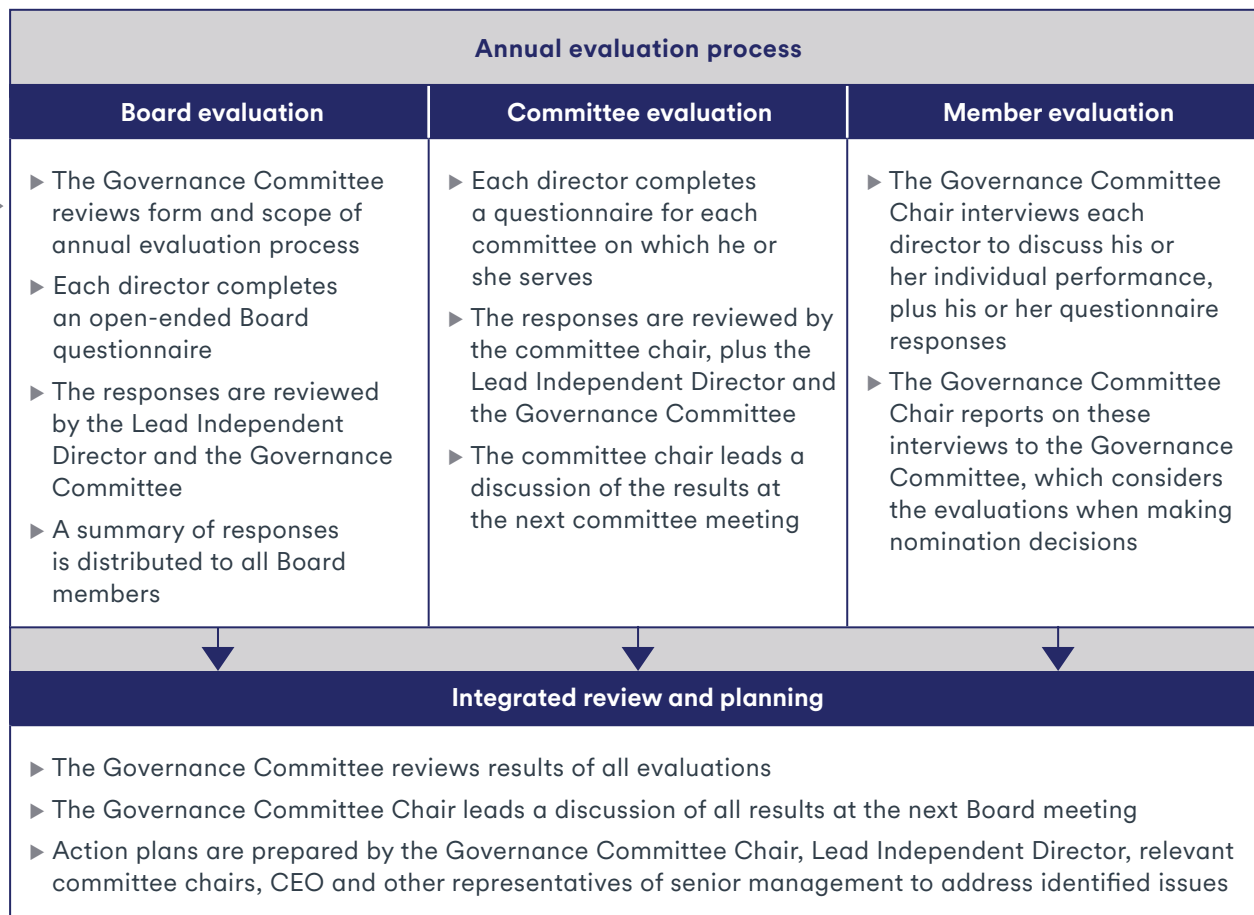 Annual evaluation process
Board evaluation
Committee evaluation
Member evaluation
▶ The Governance Committee
reviews form and scope of
annual evaluation process
▶ Each director completes
an open-ended Board
questionnaire
▶ The responses are reviewed
by the Lead Independent
Director and the Governance
Committee
▶ A summary of responses
is distributed to all Board
members
▶ Each director completes
a questionnaire for each
committee on which he or
she serves
▶ The responses are reviewed by
the committee chair, plus the
Lead Independent Director and
the Governance Committee
▶ The committee chair leads a
discussion of the results at
the next committee meeting
▶ The Governance Committee
Chair interviews each
director to discuss his or
her individual performance,
plus his or her questionnaire
responses
▶ The Governance Committee
Chair reports on these
interviews to the Governance
Committee, which considers
the evaluations when making
nomination decisions
Integrated review and planning
▶ The Governance Committee reviews results of all evaluations
▶ The Governance Committee Chair leads a discussion of all results at the next Board meeting
▶ Action plans are prepared by the Governance Committee Chair, Lead Independent Director, relevant
committee chairs, CEO and other representatives of senior management to address identified issues